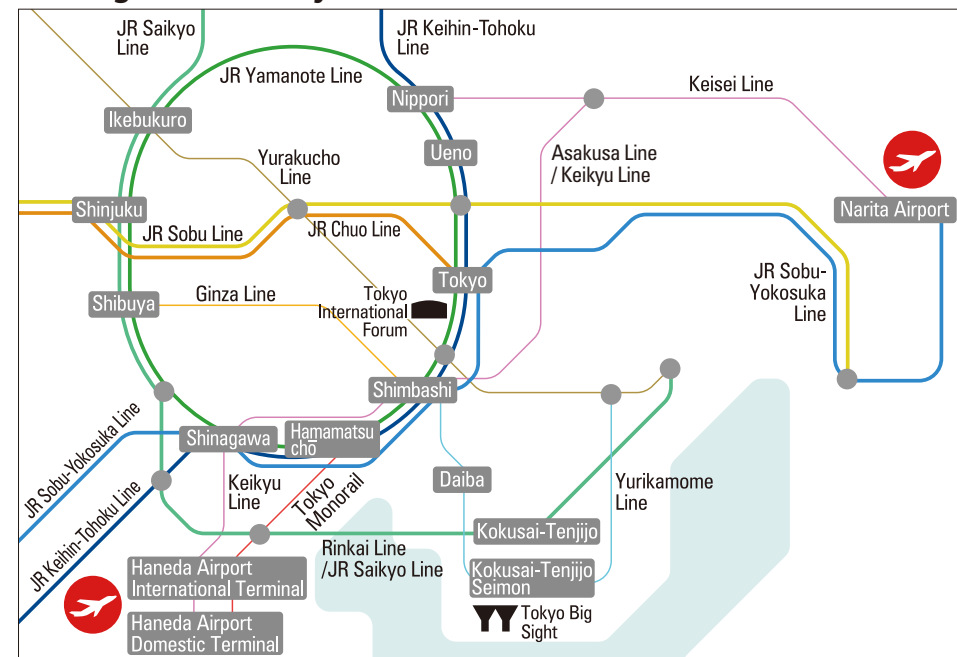 JR Saikyo
Line
JR Keihin-Tohoku
Line
JR Yamanote Line
Nippori
Keisei Line
Ikebukuro
Ueno
Yurakucho
Line
Asakusa Line
/ Keikyu Line
Shinjuku
Narita Airport
JR Sobu Line
JR Chuo Line
Tokyo
JR Sobu-
Yokosuka
Line
Shibuya
Ginza Line
Tokyo
International
Forum
Shimbashi
Shinagawa
Hamamatsu
chō
JR Sobu-Yokosuka Line
JR Keihin-Tohoku Line
Keikyu
Line
Tokyo
Monorail
Daiba
Yurikamome
Line
Kokusai-Tenjijo
Rinkai Line
/JR Saikyo Line
Haneda Airport
International Terminal
Kokusai-Tenjijo
Seimon
Haneda Airport
Domestic Terminal
Tokyo Big
Sight